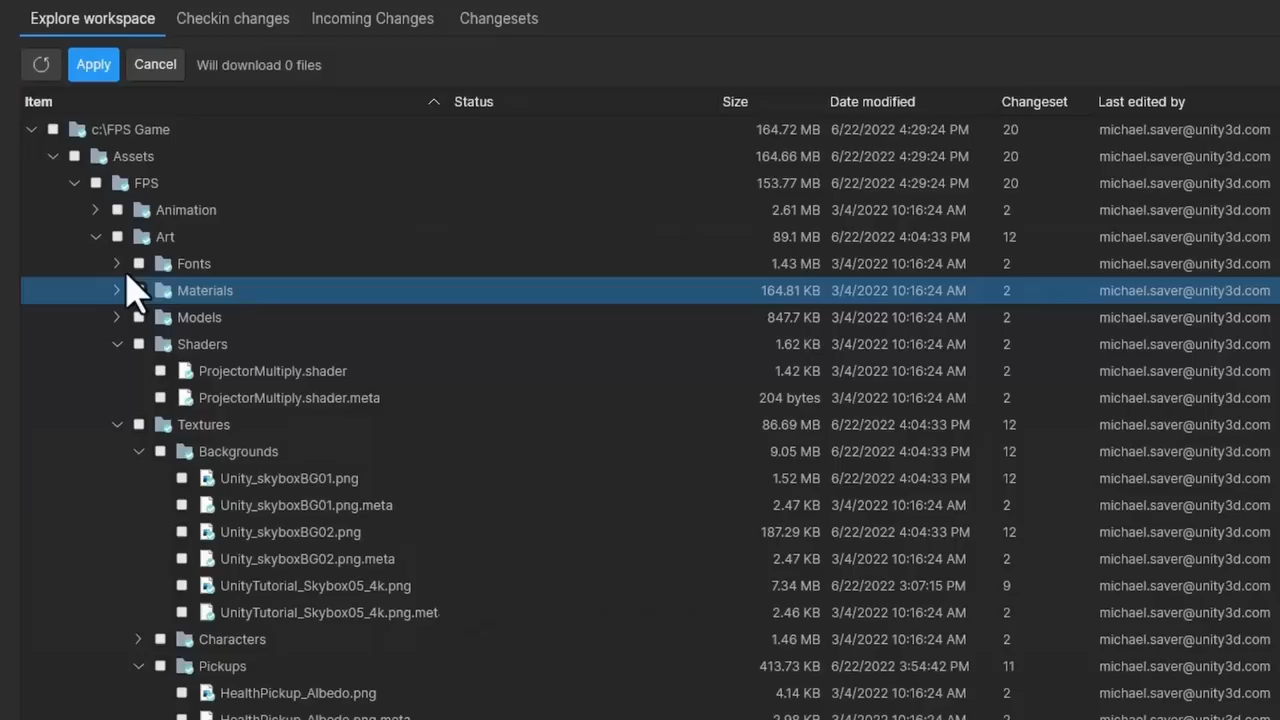 Explore workspace Checkin changes Incoming Changes Changesets
Apply Cancel Will download 0 files
Item Status Size Date modified Changeset Last edited by
c:\FPS Game 164.72 MB 6/22/2022 4:29:24 PM 20 michael.saver@unity3d.com
Assets 164.66 MB 6/22/2022 4:29:24 PM 20 michael.saver@unity3d.com
FPS 153.77 MB 6/22/2022 4:29:24 PM 20 michael.saver@unity3d.com
Animation 2.61 MB 3/4/2022 10:16:24 AM 2 michael.saver@unity3d.com
Art 89.1 MB 6/22/2022 4:04:33 PM 12 michael.saver@unity3d.com
Fonts 1.43 MB 3/4/2022 10:16:24 AM 2 michael.saver@unity3d.com
Materials 164.81 KB 3/4/2022 10:16:24 AM 2 michael.saver@unity3d.com
Models 847.7 KB 3/4/2022 10:16:24 AM 2 michael.saver@unity3d.com
Shaders 1.62 KB 3/4/2022 10:16:24 AM 2 michael.saver@unity3d.com
ProjectorMultiply.shader 1.42 KB 3/4/2022 10:16:24 AM 2 michael.saver@unity3d.com
ProjectorMultiply.shader.meta 204 bytes 3/4/2022 10:16:24 AM 2 michael.saver@unity3d.com
Textures 86.69 MB 6/22/2022 4:04:33 PM 12 michael.saver@unity3d.com
Backgrounds 9.05 MB 6/22/2022 4:04:33 PM 12 michael.saver@unity3d.com
Unity_skyboxBG01.png 1.52 MB 6/22/2022 4:04:33 PM 12 michael.saver@unity3d.com
Unity_skyboxBG01.png.meta 2.47 KB 3/4/2022 10:16:24 AM 2 michael.saver@unity3d.com
Unity_skyboxBG02.png 187.29 KB 6/22/2022 4:04:33 PM 12 michael.saver@unity3d.com
Unity_skyboxBG02.png.meta 2.47 KB 3/4/2022 10:16:24 AM 2 michael.saver@unity3d.com
UnityTutorial_Skybox05_4k.png 7.34 MB 6/22/2022 3:07:15 PM 9 michael.saver@unity3d.com
UnityTutorial_Skybox05_4k.png.met 2.46 KB 3/4/2022 10:16:24 AM 2 michael.saver@unity3d.com
Characters 1.46 MB 3/4/2022 10:16:24 AM 2 michael.saver@unity3d.com
Pickups 413.73 KB 6/22/2022 3:54:42 PM 11 michael.saver@unity3d.com
HealthPickup_Albedo.png 4.14 KB 3/4/2022 10:16:24 AM 2 michael.saver@unity3d.com